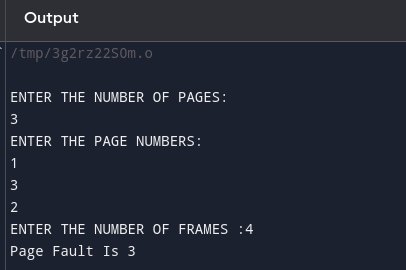 Output
/tmp/3g2rz22S0m.o
ENTER THE NUMBER OF PAGES:
3
ENTER THE PAGE NUMBERS:
1
3
2
ENTER THE NUMBER OF FRAMES :4
Page Fault Is 3